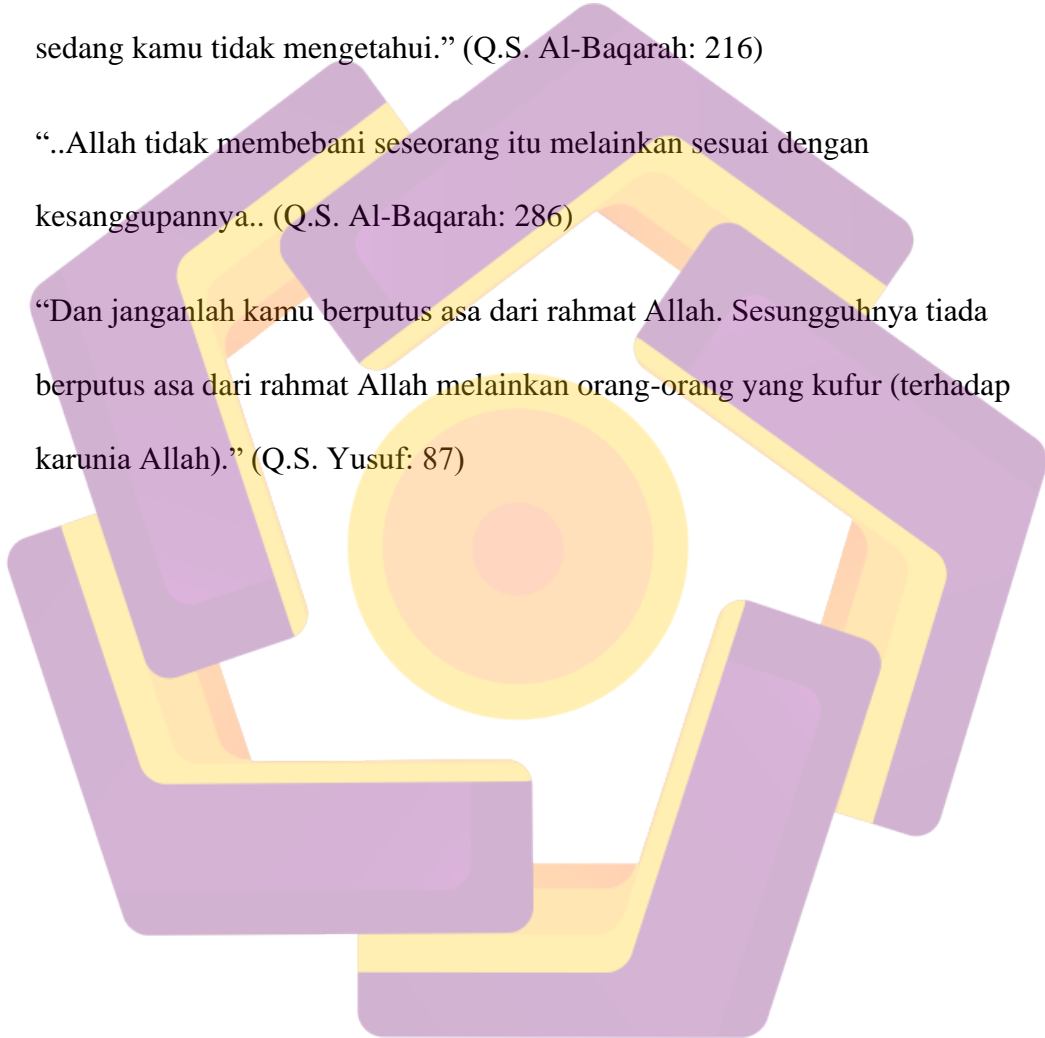 sedang kamu tidak mengetahui.” (Q.S. Al-Baqarah: 216)
“..Allah tidak membebani seseorang itu melainkan sesuai dengan
kesanggupannya.. (Q.S. Al-Baqarah: 286)
“Dan janganlah kamu berputus asa dari rahmat Allah. Sesungguhnya tiada
berputus asa dari rahmat Allah melainkan orang-orang yang kufur (terhadap
karunia Allah).” (Q.S. Yusuf: 87)